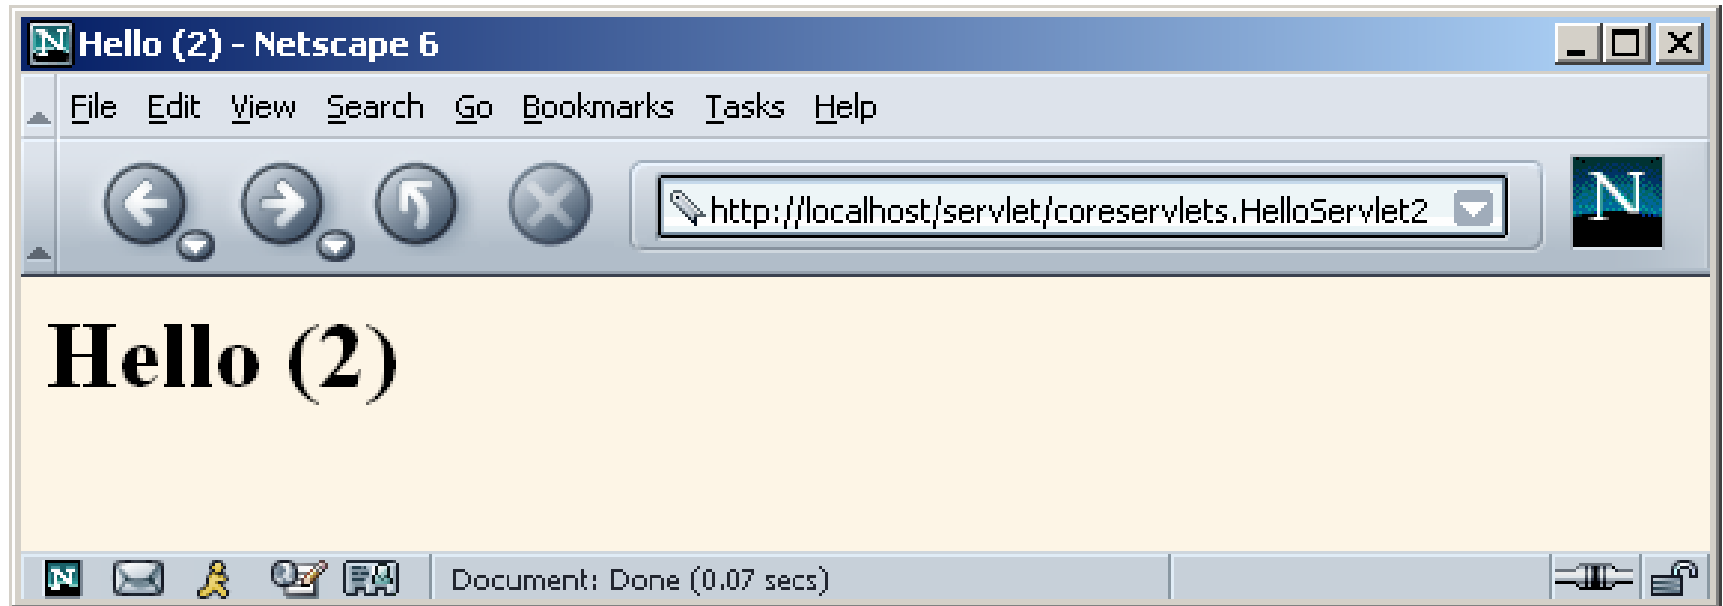 Hello (2) - Netscape 6
File Edit View Search Go Bookmarks Tasks Help
http://localhost/servlet/coreservlets.HelloServlet2
N
Hello (2)
N
Document: Done (0.07 secs)